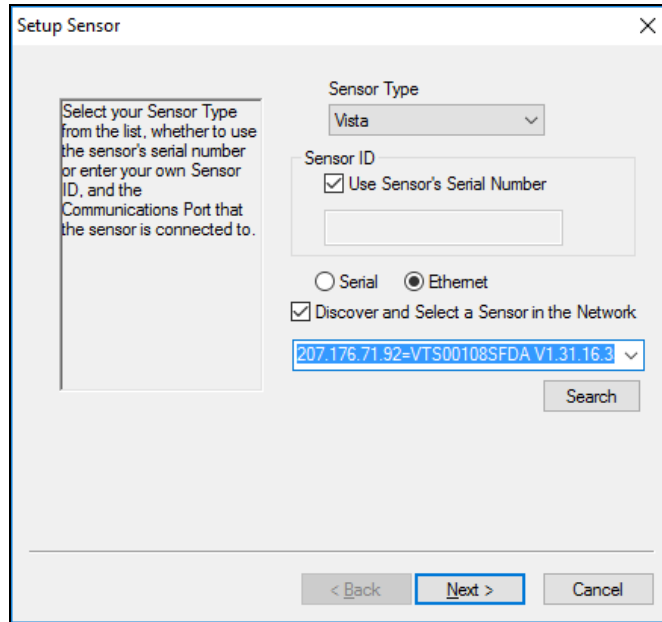 Setup Sensor
Select your Sensor Type
from the list, whether to use
the sensor's serial number
or enter your own Sensor
ID, and the
Communications Port that
the sensor is connected to.
Sensor Type
Vista
Sensor ID
Use Sensor's Serial Number
Serial
Ethernet
Discover and Select a Sensor in the Network
207.176.71.92=VTS00108SFDA V1.31.16.3
Search
< Back
Next >
Cancel